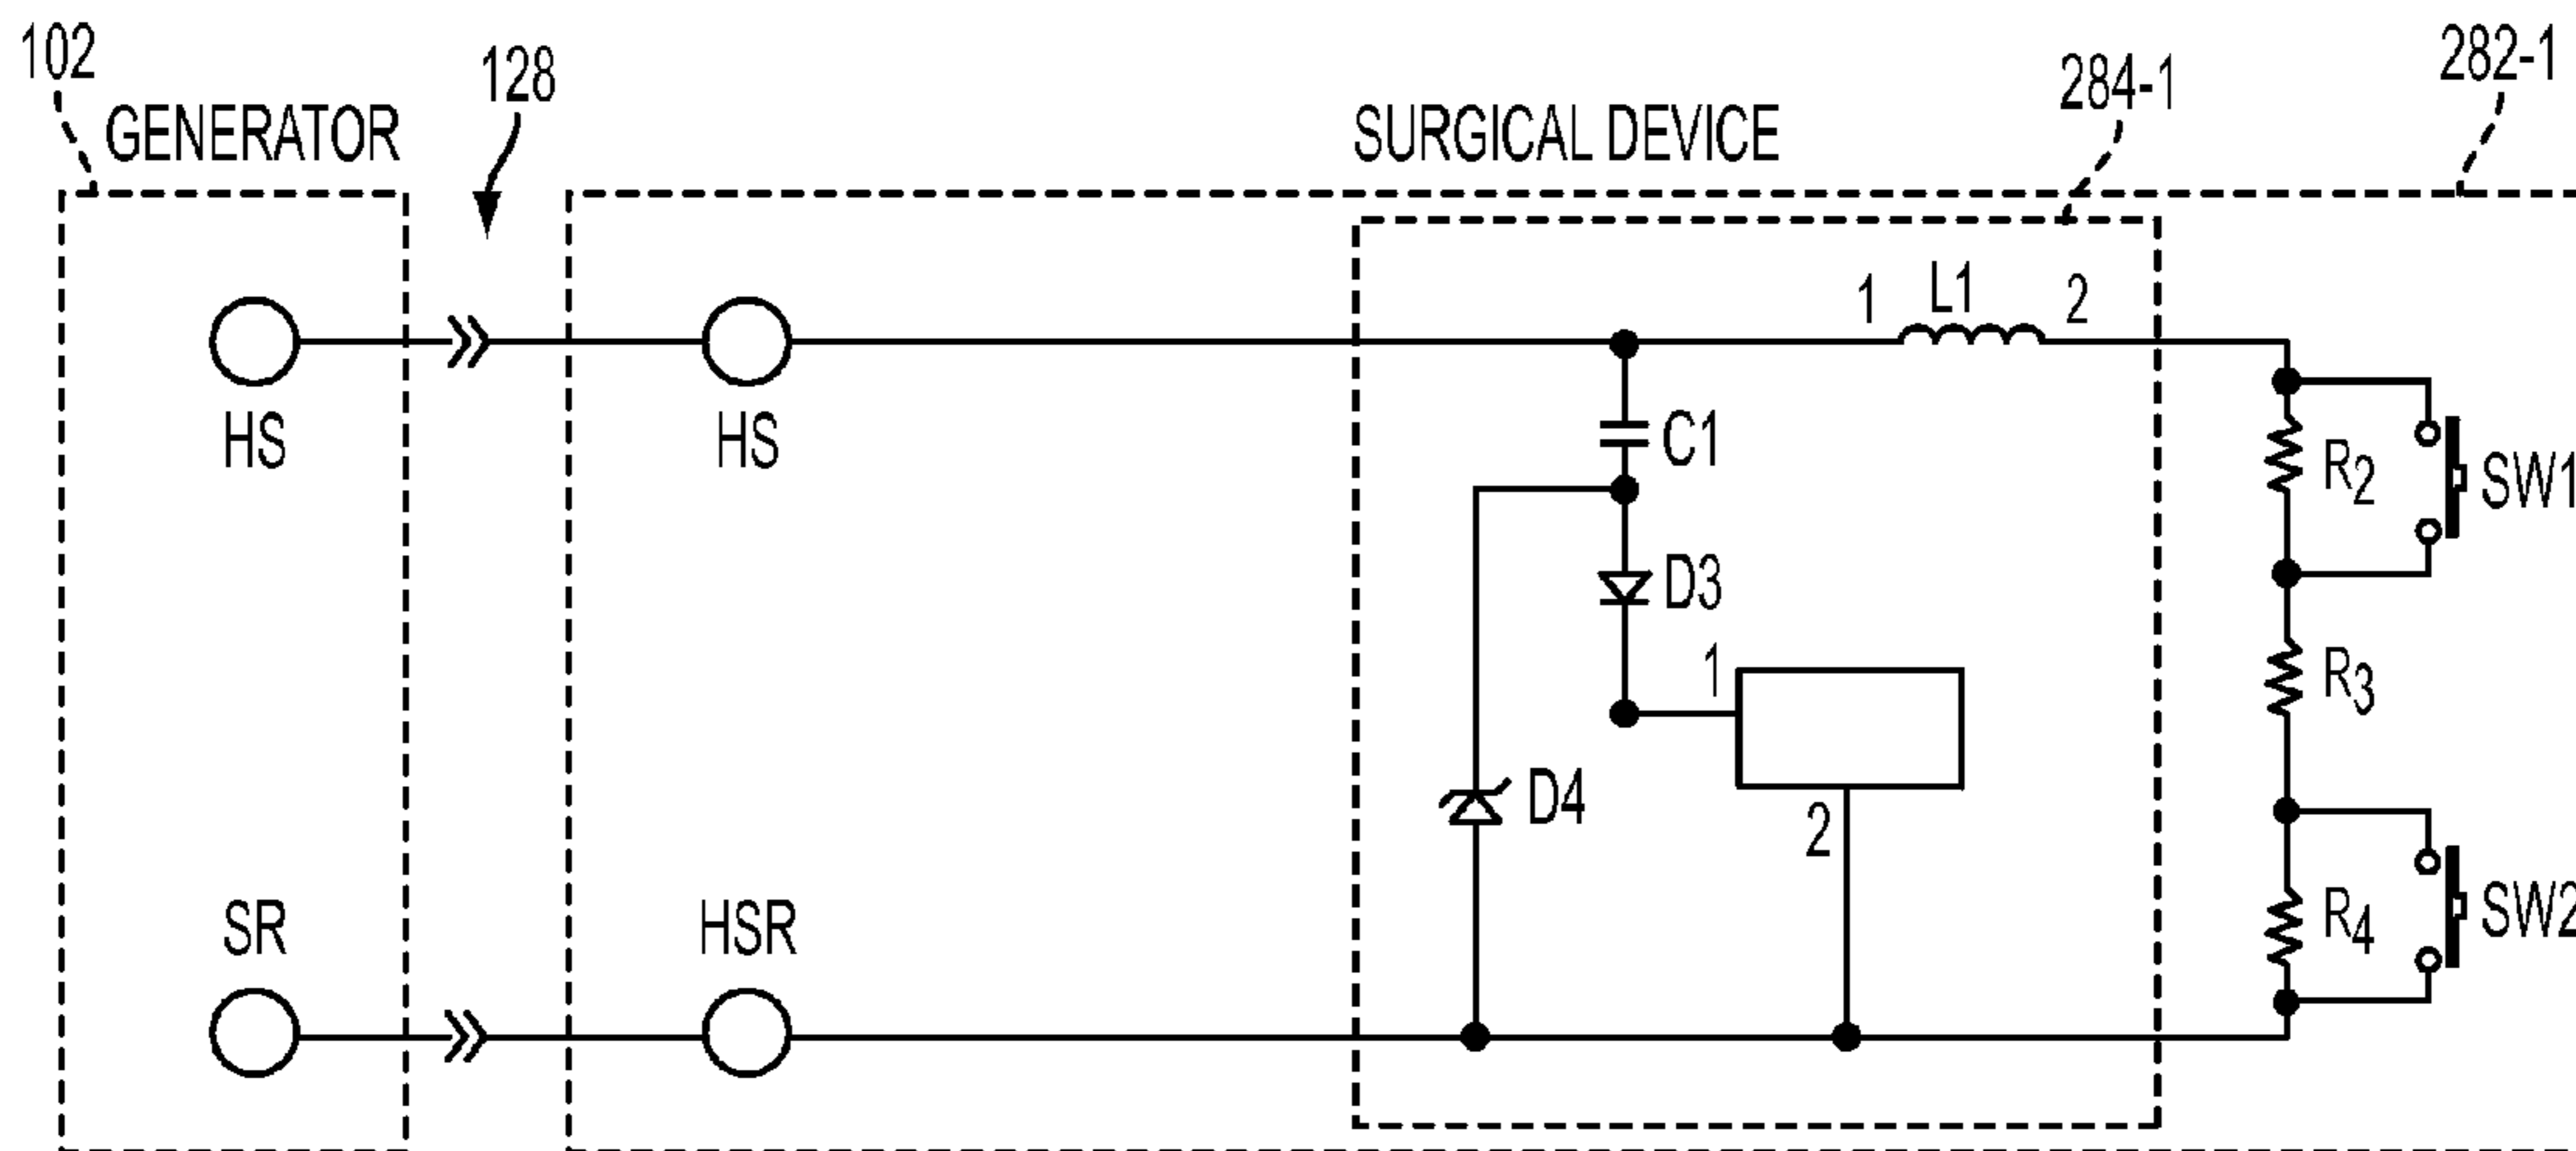 102
128
284-1
282-1
GENERATOR
SURGICAL DEVICE
1
L1
2
HS
HS
C1
R2
SW1
D3
1
R3
D4
2
SR
HSR
R4
SW2